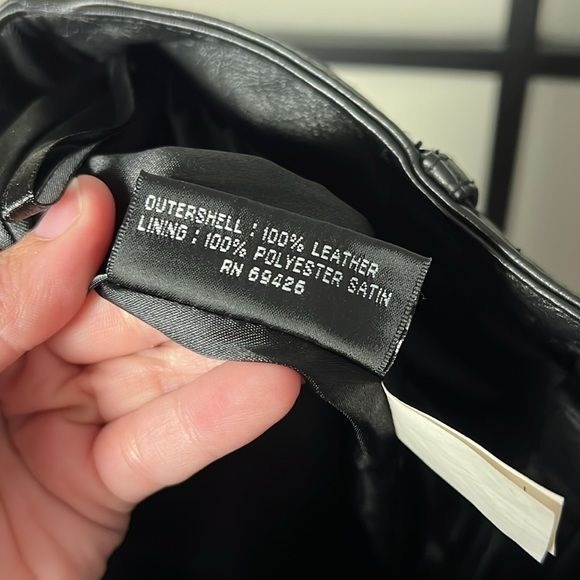 OUTERSHELL : 100% LEATHER
LINING : 100% POLYESTER SATIN
RN 69426